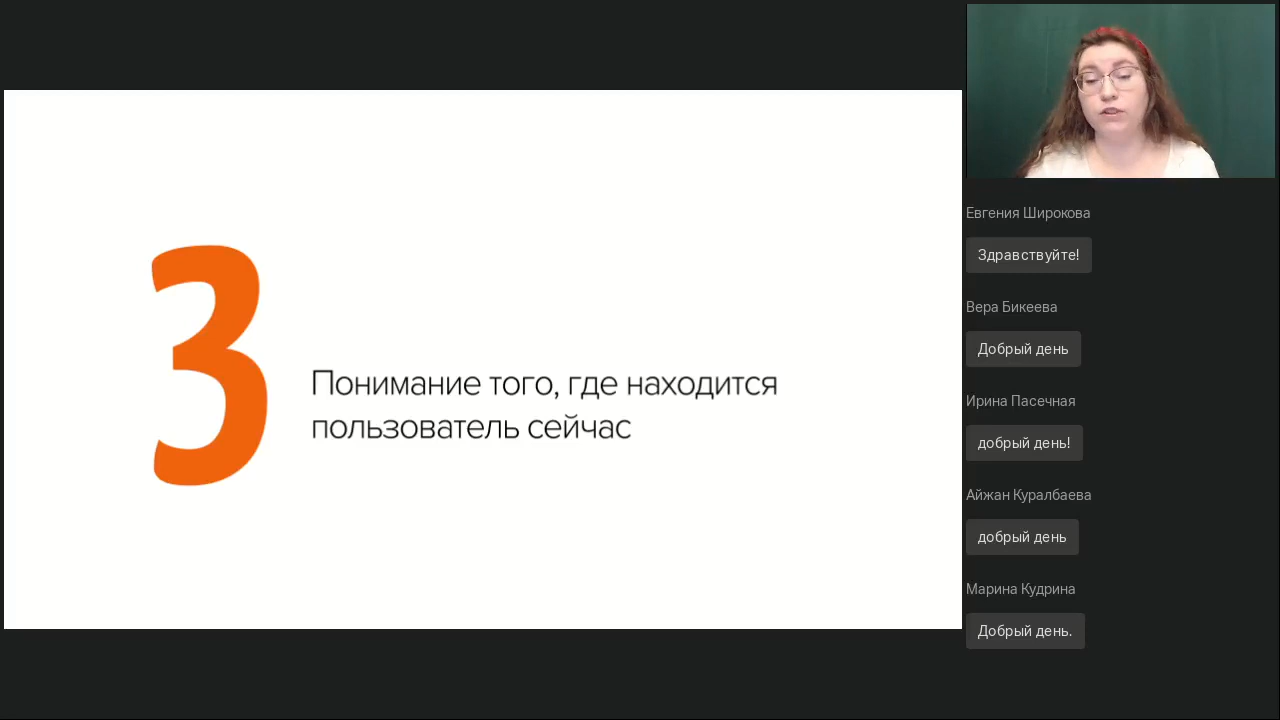 3
Понимание того, где находится
пользователь сейчас
Евгения Широкова
Здравствуйте!
Вера Бикеева
Добрый день
Ирина Пасечная
добрый день!
Айжан Куралбаева
добрый день
Марина Кудрина
Добрый день.